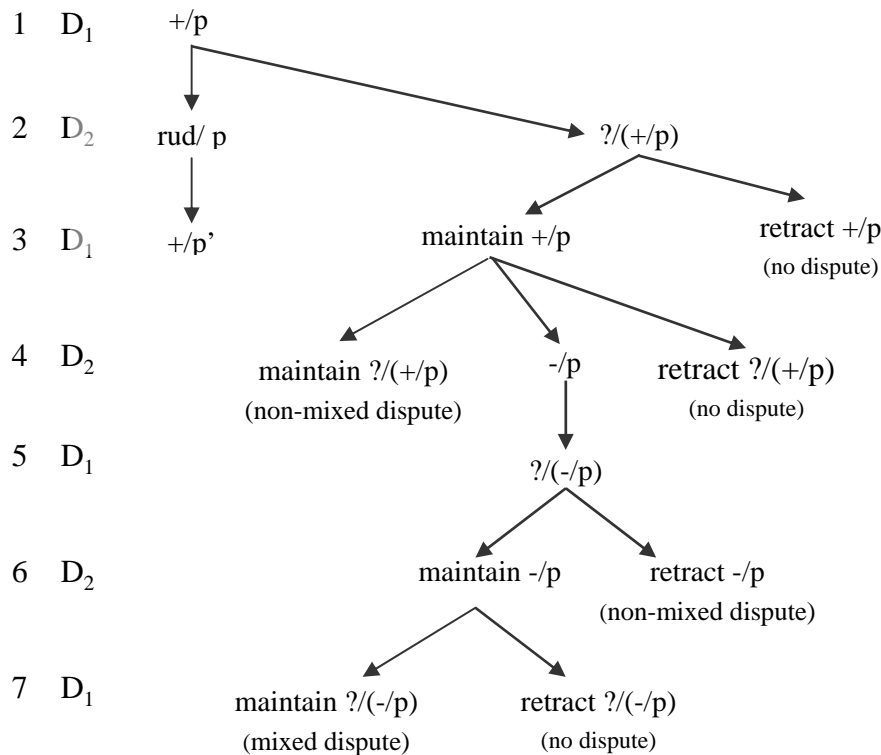 1 D₁ +/p
2 D₂ rud/ p ?/(+/p)
3 D₁ +/p’ maintain +/p retract +/p
(no dispute)
4 D₂ maintain ?/(+/p) -/p retract ?/(+/p)
(non-mixed dispute) (no dispute)
5 D₁ ?/(-/p)
6 D₂ maintain -/p retract -/p
(non-mixed dispute)
7 D₁ maintain ?/(-/p) retract ?/(-/p)
(mixed dispute) (no dispute)